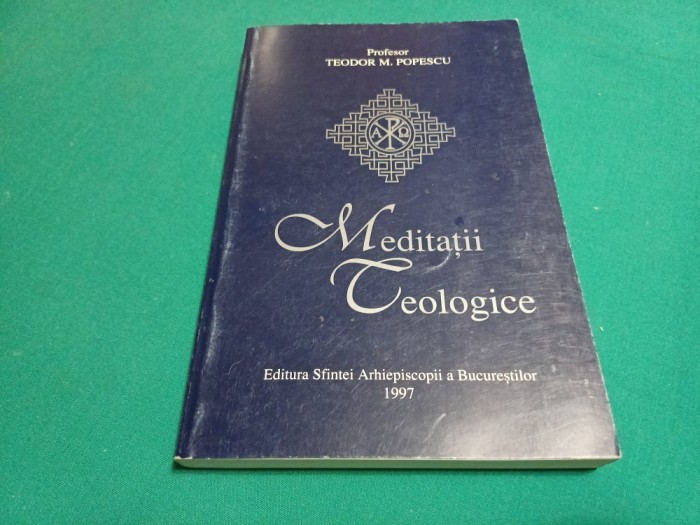 Profesor
TEODOR M. POPESCU
Α Ω
Meditații
Teologice
Editura Sfintei Arhiepiscopii a Bucureștilor
1997